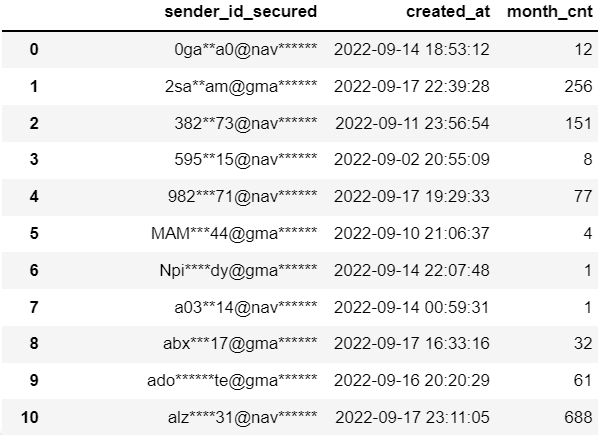 sender_id_secured created_at month_cnt
0 0ga**a0@nav****** 2022-09-14 18:53:12 12
1 2sa**am@gma****** 2022-09-17 22:39:28 256
2 382**73@nav****** 2022-09-11 23:56:54 151
3 595**15@nav****** 2022-09-02 20:55:09 8
4 982***71@nav****** 2022-09-17 19:29:33 77
5 MAM***44@gma****** 2022-09-10 21:06:37 4
6 Npi****dy@gma****** 2022-09-14 22:07:48 1
7 a03**14@nav****** 2022-09-14 00:59:31 1
8 abx***17@gma****** 2022-09-17 16:33:16 32
9 ado******te@gma****** 2022-09-16 20:20:29 61
10 alz****31@nav****** 2022-09-17 23:11:05 688